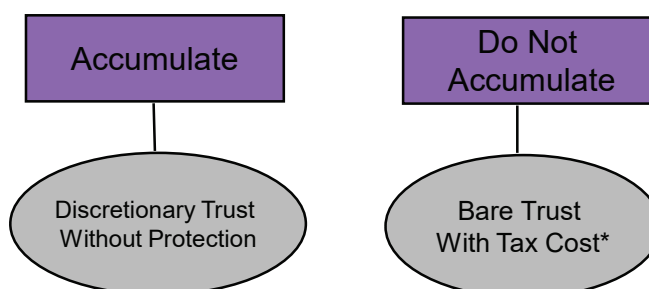 Accumulate
Do Not
Accumulate
Discretionary Trust
Without Protection
Bare Trust
With Tax Cost*